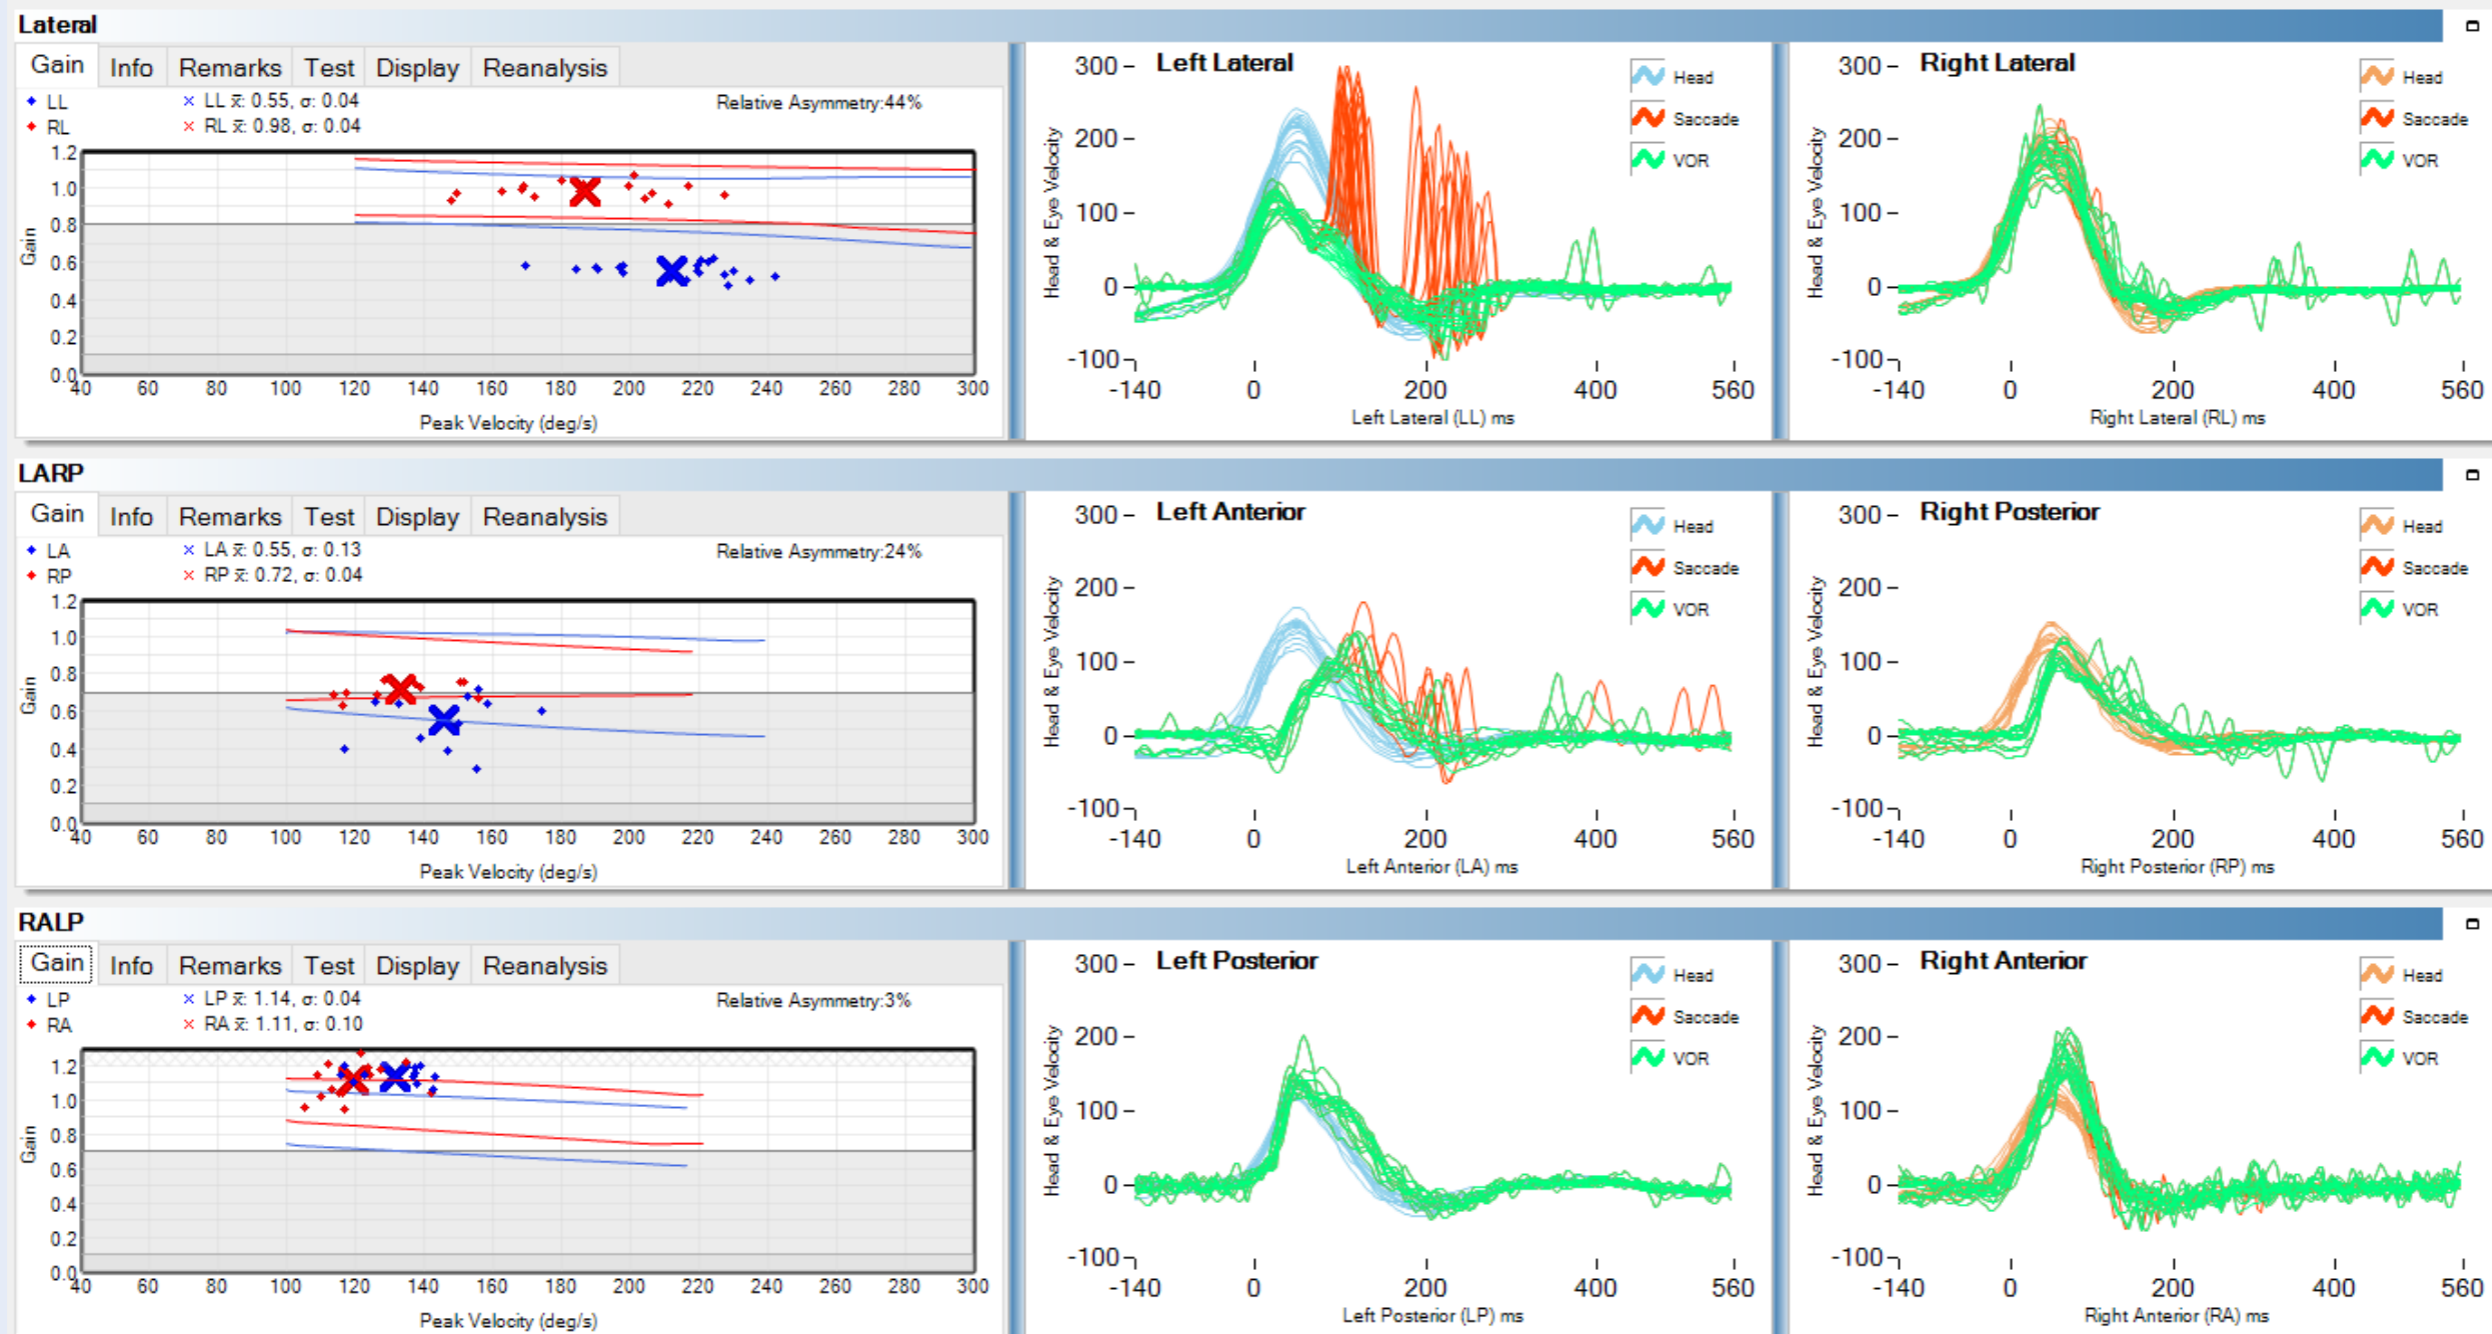 Lateral
Gain Info Remarks Test Display Reanalysis
LL × LL x̄: 0.55, σ: 0.04 Relative Asymmetry:44%
RL × RL x̄: 0.98, σ: 0.04
1.2
1.0
0.8
0.6
0.4
0.2
0.0
Gain
40 60 80 100 120 140 160 180 200 220 240 260 280 300
Peak Velocity (deg/s)
Left Lateral
Head
Saccade
VOR
300
200
100
0
-100
Head & Eye Velocity
-140 0 200 400 560
Left Lateral (LL) ms
Right Lateral
Head
Saccade
VOR
300
200
100
0
-100
Head & Eye Velocity
-140 0 200 400 560
Right Lateral (RL) ms
LARP
Gain Info Remarks Test Display Reanalysis
LA × LA x̄: 0.55, σ: 0.13 Relative Asymmetry:24%
RP × RP x̄: 0.72, σ: 0.04
1.2
1.0
0.8
0.6
0.4
0.2
0.0
Gain
40 60 80 100 120 140 160 180 200 220 240 260 280 300
Peak Velocity (deg/s)
Left Anterior
Head
Saccade
VOR
300
200
100
0
-100
Head & Eye Velocity
-140 0 200 400 560
Left Anterior (LA) ms
Right Posterior
Head
Saccade
VOR
300
200
100
0
-100
Head & Eye Velocity
-140 0 200 400 560
Right Posterior (RP) ms
RALP
Gain Info Remarks Test Display Reanalysis
LP × LP x̄: 1.14, σ: 0.04 Relative Asymmetry:3%
RA × RA x̄: 1.11, σ: 0.10
1.2
1.0
0.8
0.6
0.4
0.2
0.0
Gain
40 60 80 100 120 140 160 180 200 220 240 260 280 300
Peak Velocity (deg/s)
Left Posterior
Head
Saccade
VOR
300
200
100
0
-100
Head & Eye Velocity
-140 0 200 400 560
Left Posterior (LP) ms
Right Anterior
Head
Saccade
VOR
300
200
100
0
-100
Head & Eye Velocity
-140 0 200 400 560
Right Anterior (RA) ms